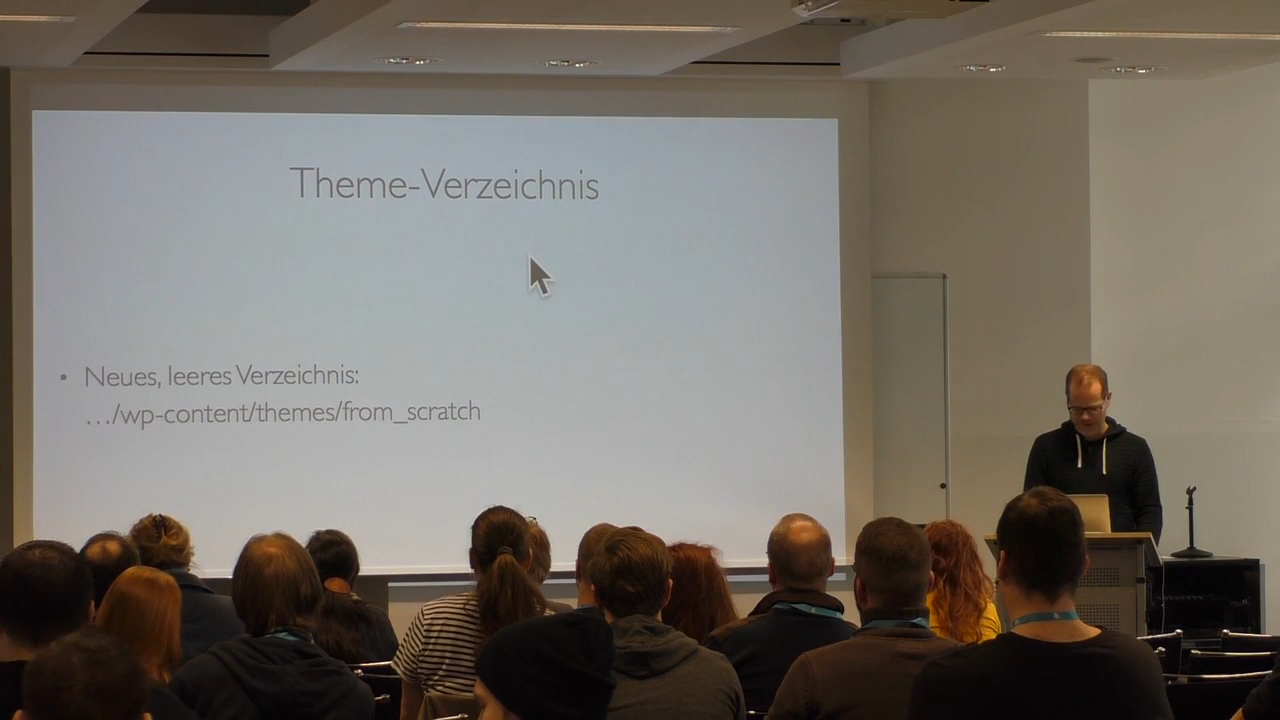 Theme-Verzeichnis
• Neues, leeres Verzeichnis:
…/wp-content/themes/from_scratch